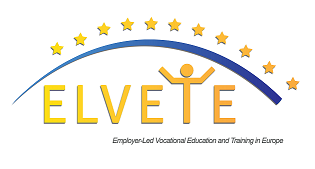 ELVETE
Employer-Led Vocational Education and Training in Europe